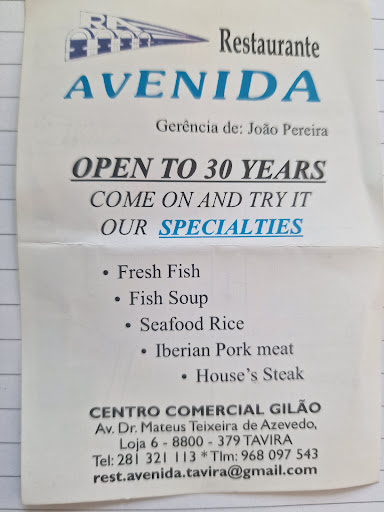 RA
Restaurante
AVENIDA
Gerência de: João Pereira
OPEN TO 30 YEARS
COME ON AND TRY IT
OUR SPECIALTIES
• Fresh Fish
• Fish Soup
• Seafood Rice
• Iberian Pork meat
• House's Steak
CENTRO COMERCIAL GILÃO
Av. Dr. Mateus Teixeira de Azevedo,
Loja 6 - 8800 - 379 TAVIRA
Tel: 281 321 113 * Tlm: 968 097 543
rest.avenida.tavira@gmail.com